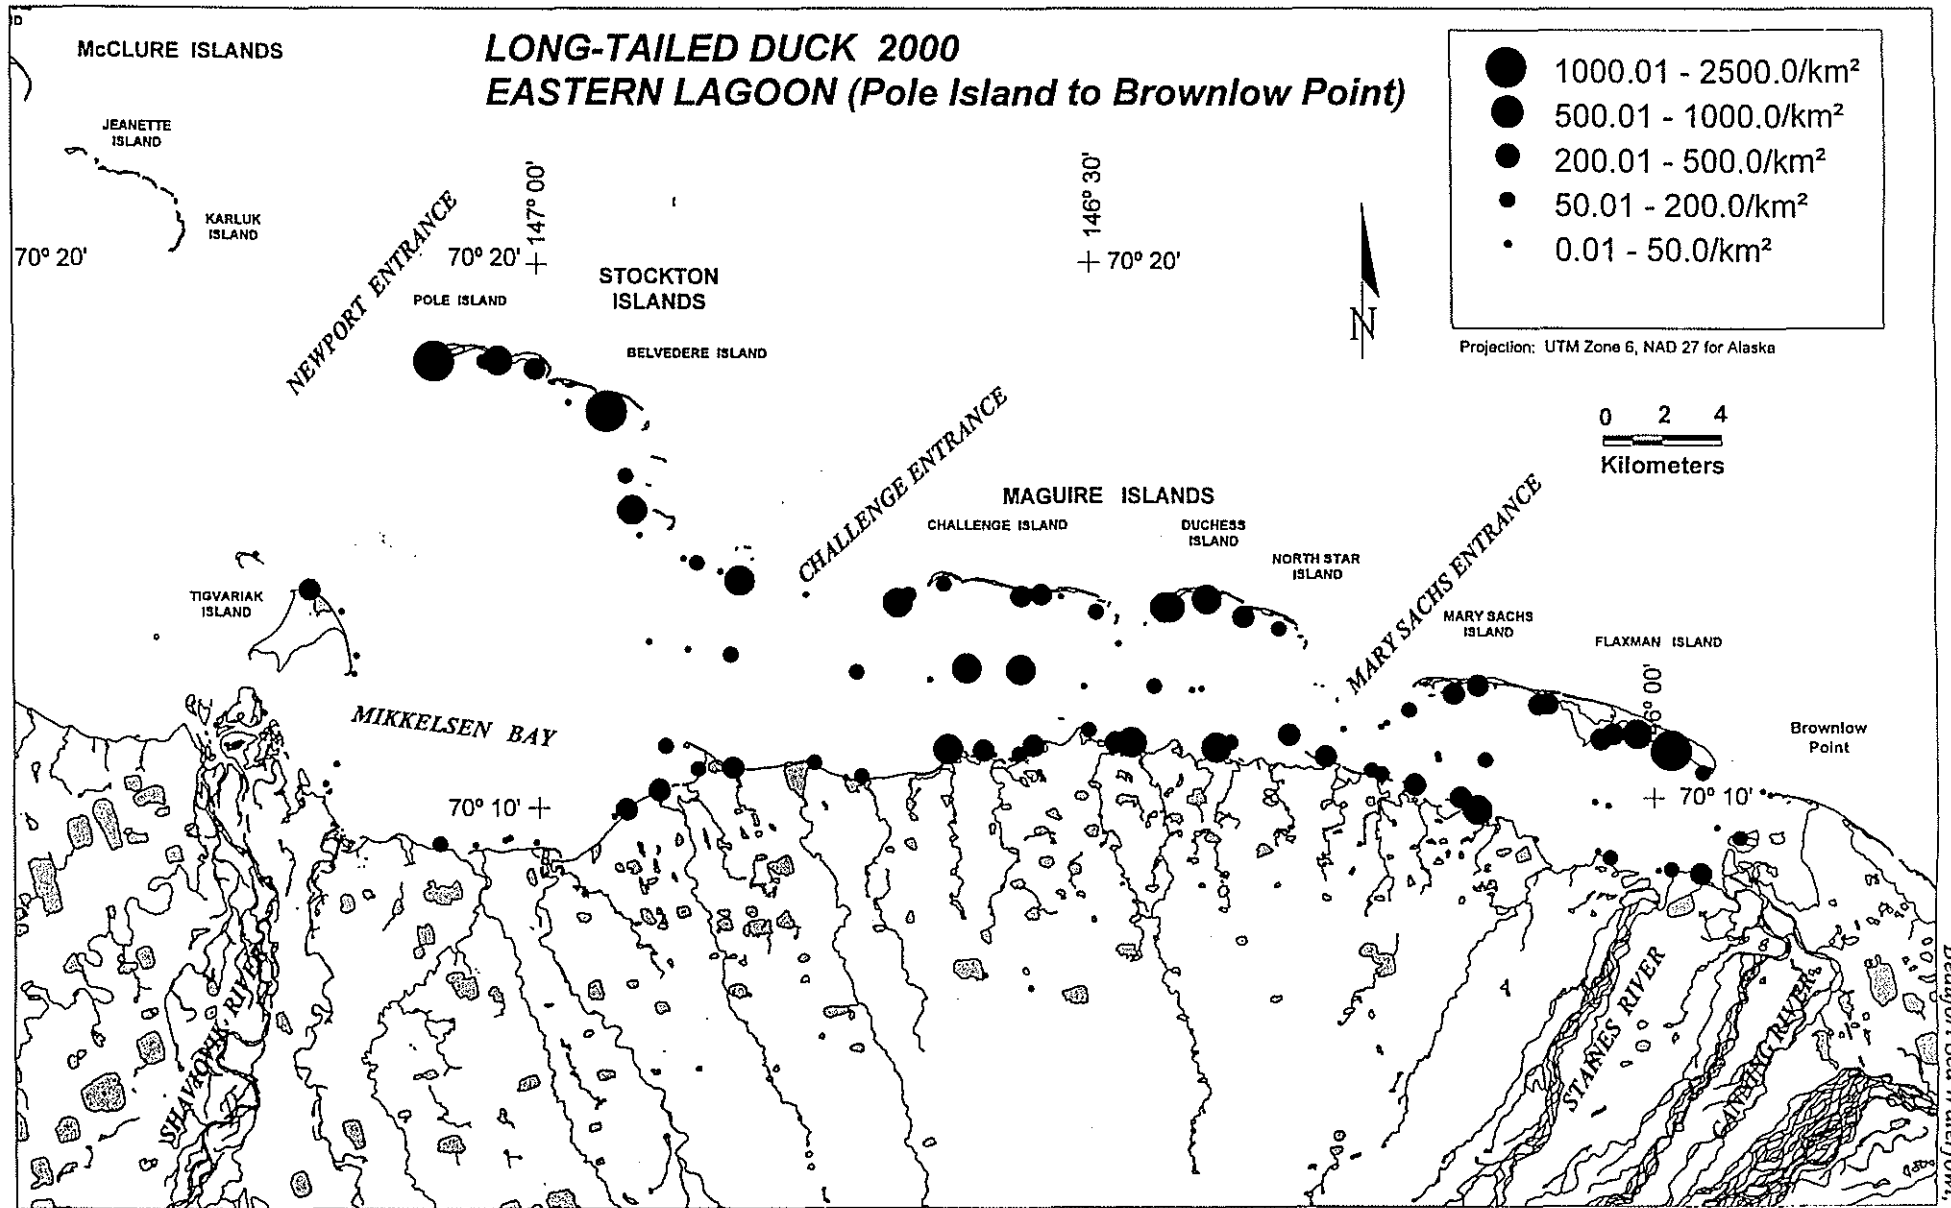 McCLURE ISLANDS
LONG-TAILED DUCK 2000
EASTERN LAGOON (Pole Island to Brownlow Point)
1000.01 - 2500.0/km²
500.01 - 1000.0/km²
200.01 - 500.0/km²
50.01 - 200.0/km²
0.01 - 50.0/km²
Projection: UTM Zone 6, NAD 27 for Alaska
JEANETTE
ISLAND
KARLUK
ISLAND
70° 20'
NEWPORT ENTRANCE
147° 00'
70° 20'
146° 30'
70° 20'
N
STOCKTON
ISLANDS
POLE ISLAND
BELVEDERE ISLAND
0 2 4
Kilometers
CHALLENGE ENTRANCE
MAGUIRE ISLANDS
CHALLENGE ISLAND
DUCHESS
ISLAND
NORTH STAR
ISLAND
MARY SACHS ENTRANCE
MARY SACHS
ISLAND
FLAXMAN ISLAND
TIGVARIAK
ISLAND
MIKKELSEN BAY
Brownlow
Point
70° 10'
70° 10'
SHAVIOVIK RIVER
STAINES RIVER
CANNING RIVER